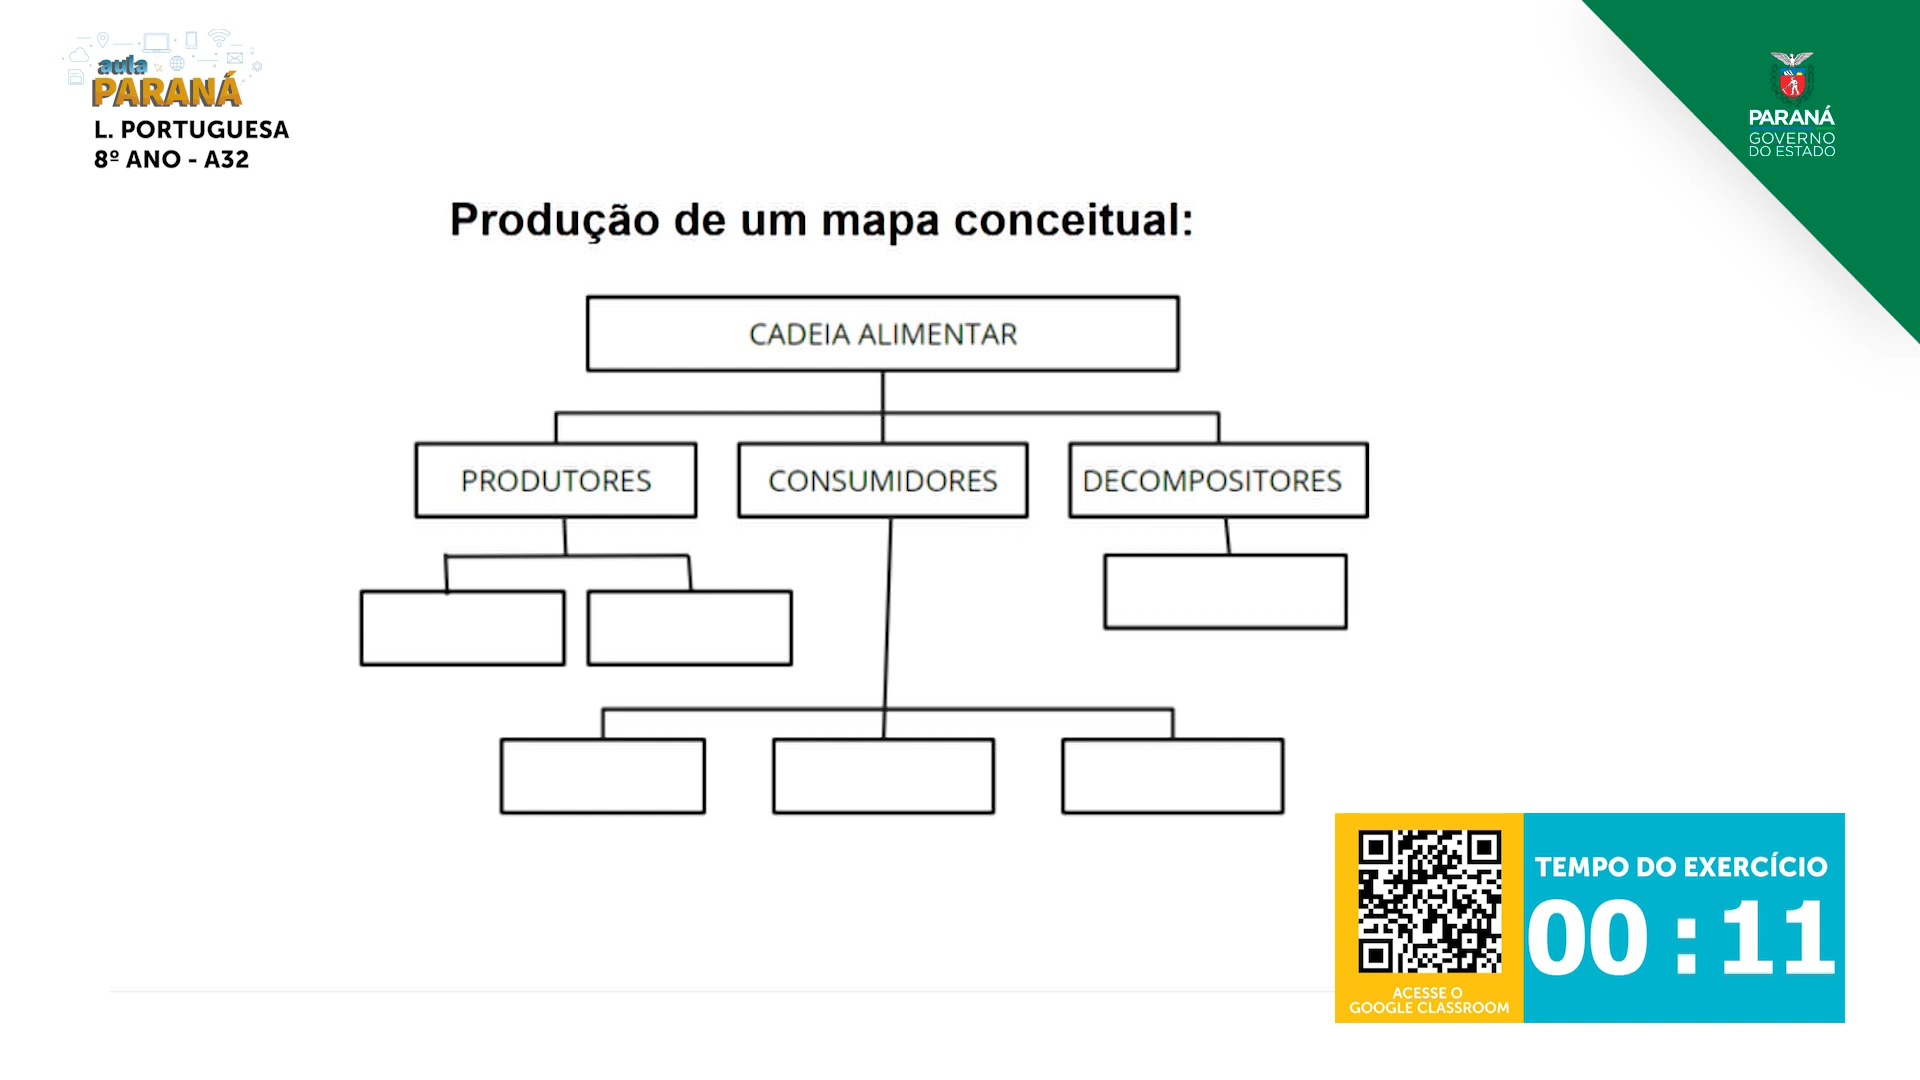 aula
PARANÁ
L. PORTUGUESA
8º ANO - A32
PARANÁ
GOVERNO
DO ESTADO
Produção de um mapa conceitual:
CADEIA ALIMENTAR
PRODUTORES
CONSUMIDORES
DECOMPOSITORES
TEMPO DO EXERCÍCIO
00 : 11
ACESSE O
GOOGLE CLASSROOM